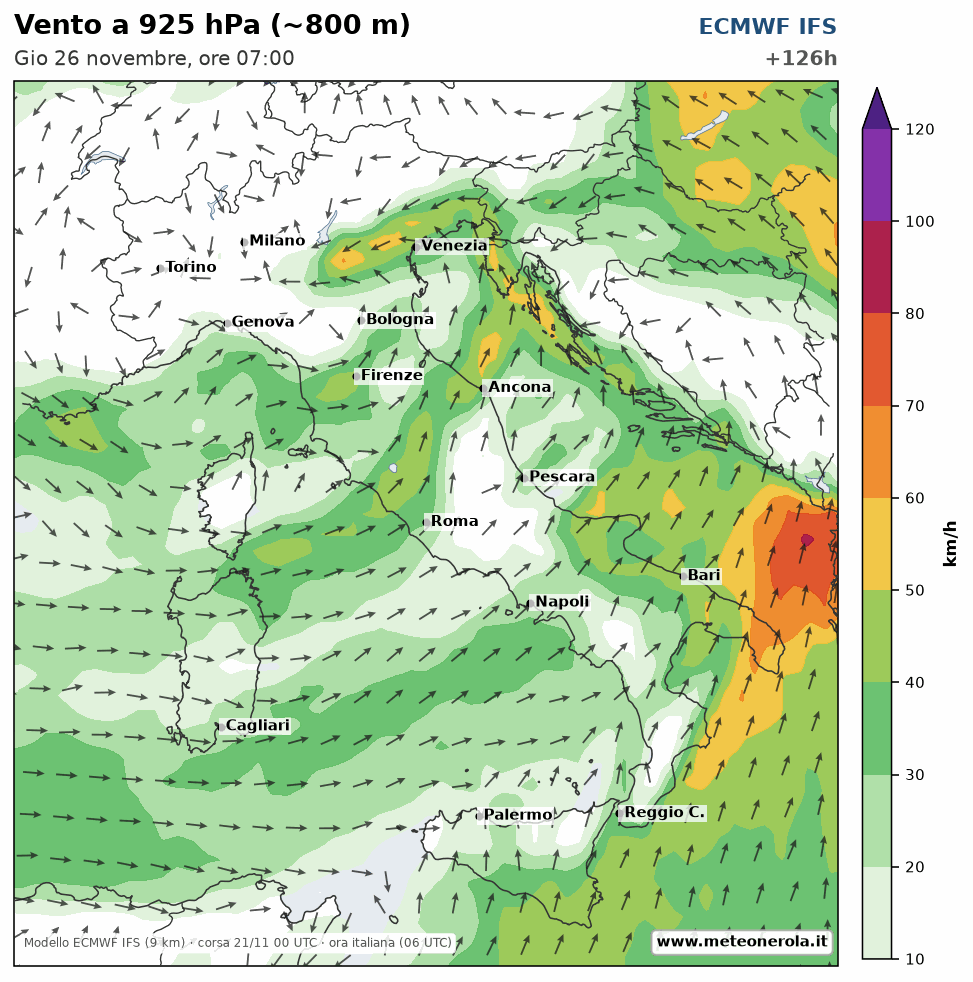 Vento a 925 hPa (~800 m)
ECMWF IFS
Gio 26 novembre, ore 07:00
+126h
120
100
80
70
60
50
40
30
20
10
km/h
Milano
Venezia
Torino
Genova
Bologna
Firenze
Ancona
Pescara
Roma
Bari
Napoli
Cagliari
Palermo
Reggio C.
Modello ECMWF IFS (9 km) · corsa 21/11 00 UTC · ora italiana (06 UTC)
www.meteonerola.it